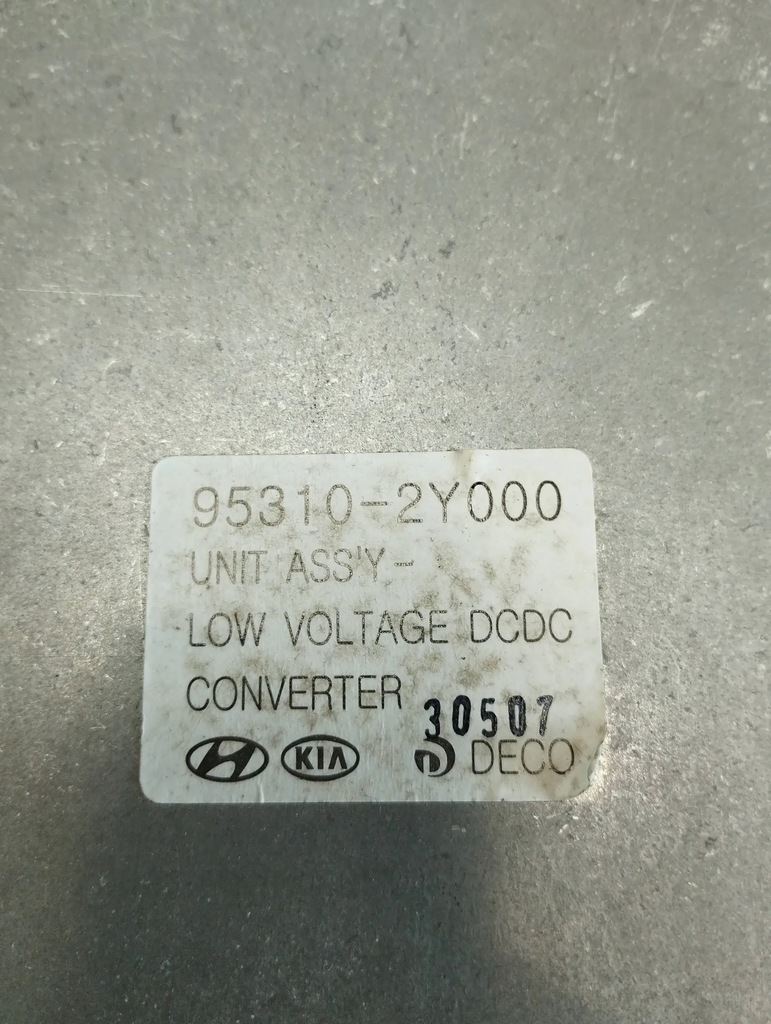 95310-2Y000
UNIT ASS'Y-
LOW VOLTAGE DCDC
CONVERTER
30507
KIA DECO